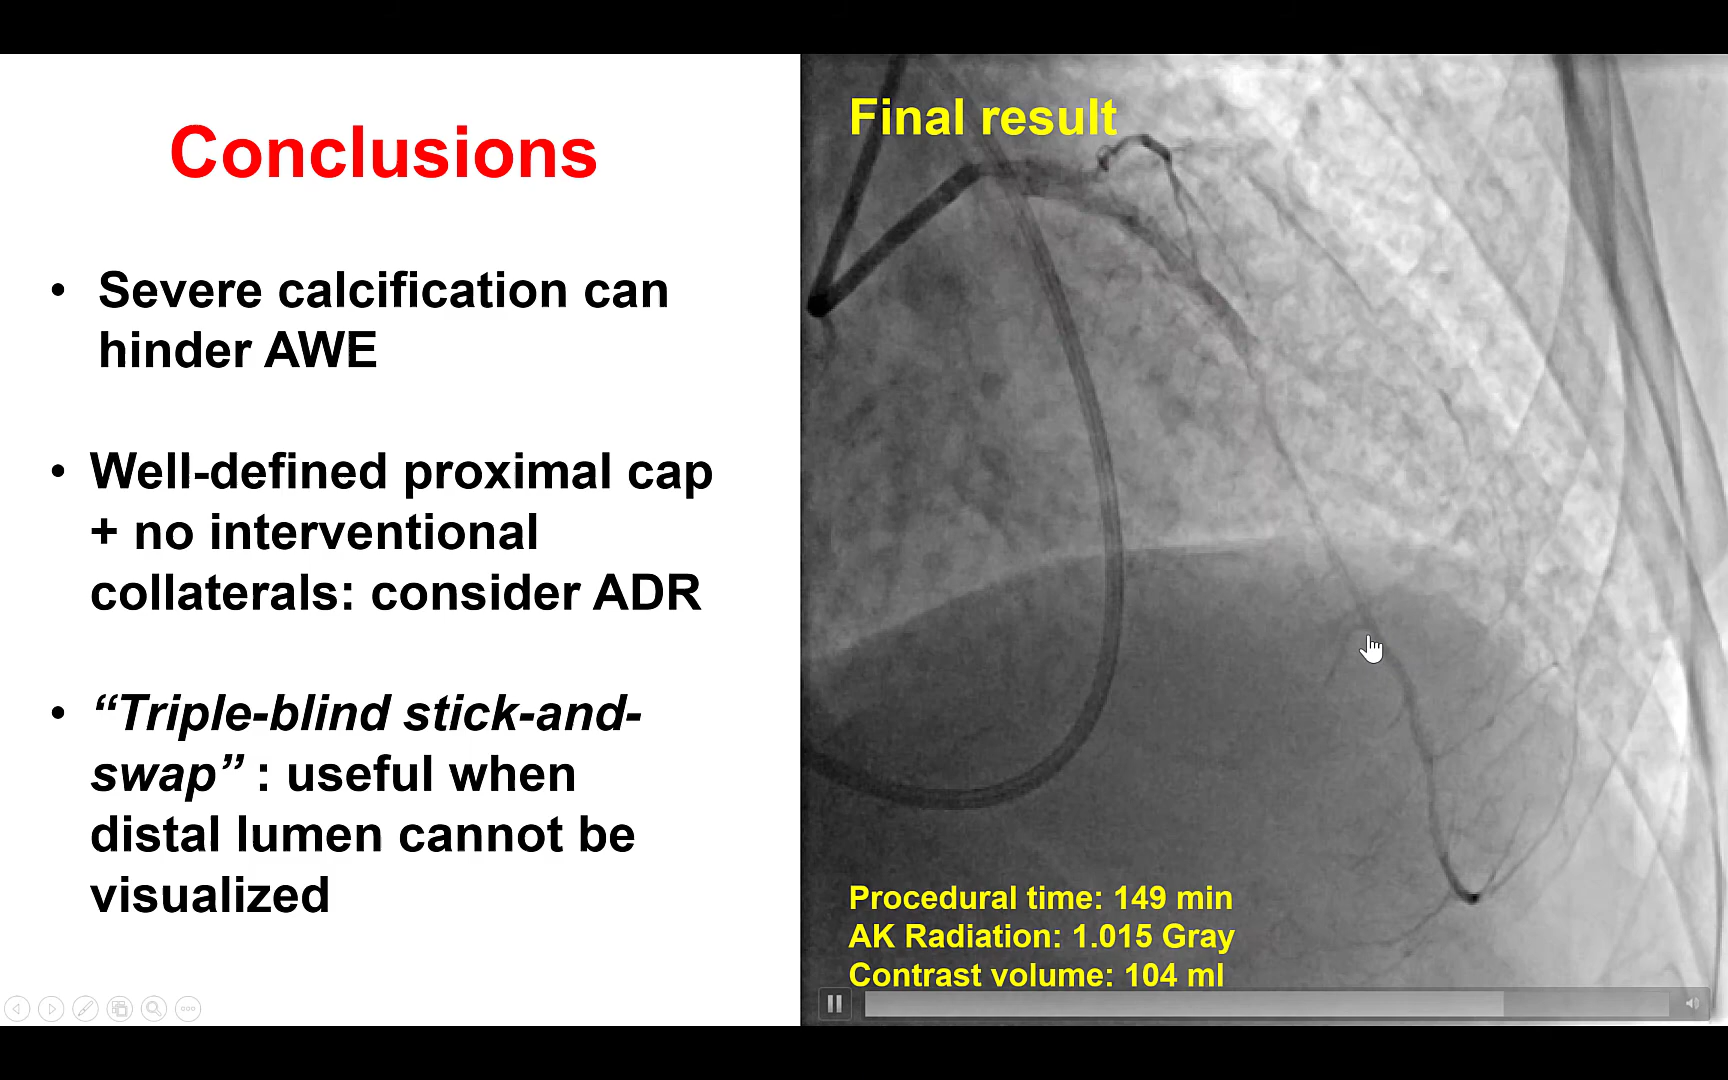 Conclusions
• Severe calcification can
hinder AWE
• Well-defined proximal cap
+ no interventional
collaterals: consider ADR
• “Triple-blind stick-and-
swap” : useful when
distal lumen cannot be
visualized
Final result
Procedural time: 149 min
AK Radiation: 1.015 Gray
Contrast volume: 104 ml